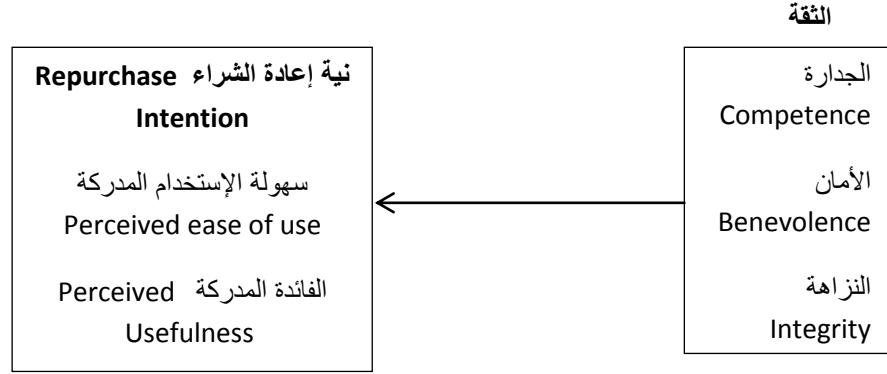 الثقة
الجدارة
Competence
الأمان
Benevolence
النزاهة
Integrity
نية إعادة الشراء Repurchase
Intention
سهولة الإستخدام المدركة
Perceived ease of use
الفائدة المدركة Perceived
Usefulness